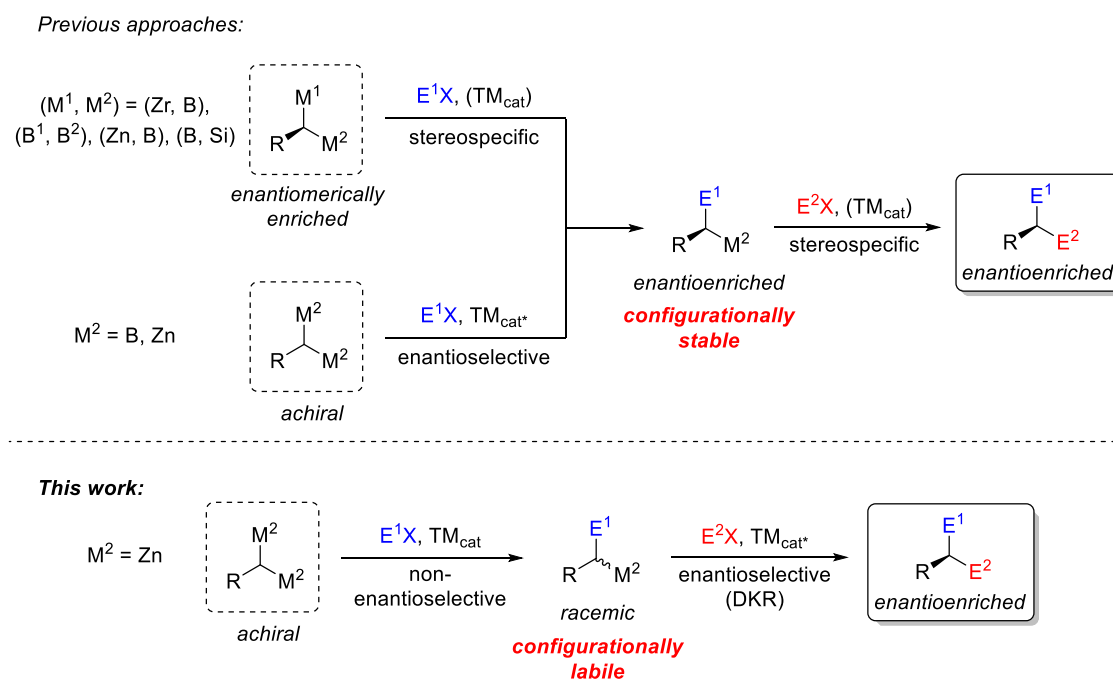 Previous approaches:
(M¹, M²) = (Zr, B),
(B¹, B²), (Zn, B), (B, Si)
M¹
R
M²
enantiomerically
enriched
E¹X, (TMcat)
stereospecific
M² = B, Zn
M²
R
M²
achiral
E¹X, TMcat*
enantioselective
E¹
R
M²
enantioenriched
configurationally
stable
E²X, (TMcat)
stereospecific
E¹
R
E²
enantioenriched
This work:
M² = Zn
M²
R
M²
achiral
E¹X, TMcat
non-
enantioselective
E¹
R
M²
racemic
configurationally
labile
E²X, TMcat*
enantioselective
(DKR)
E¹
R
E²
enantioenriched